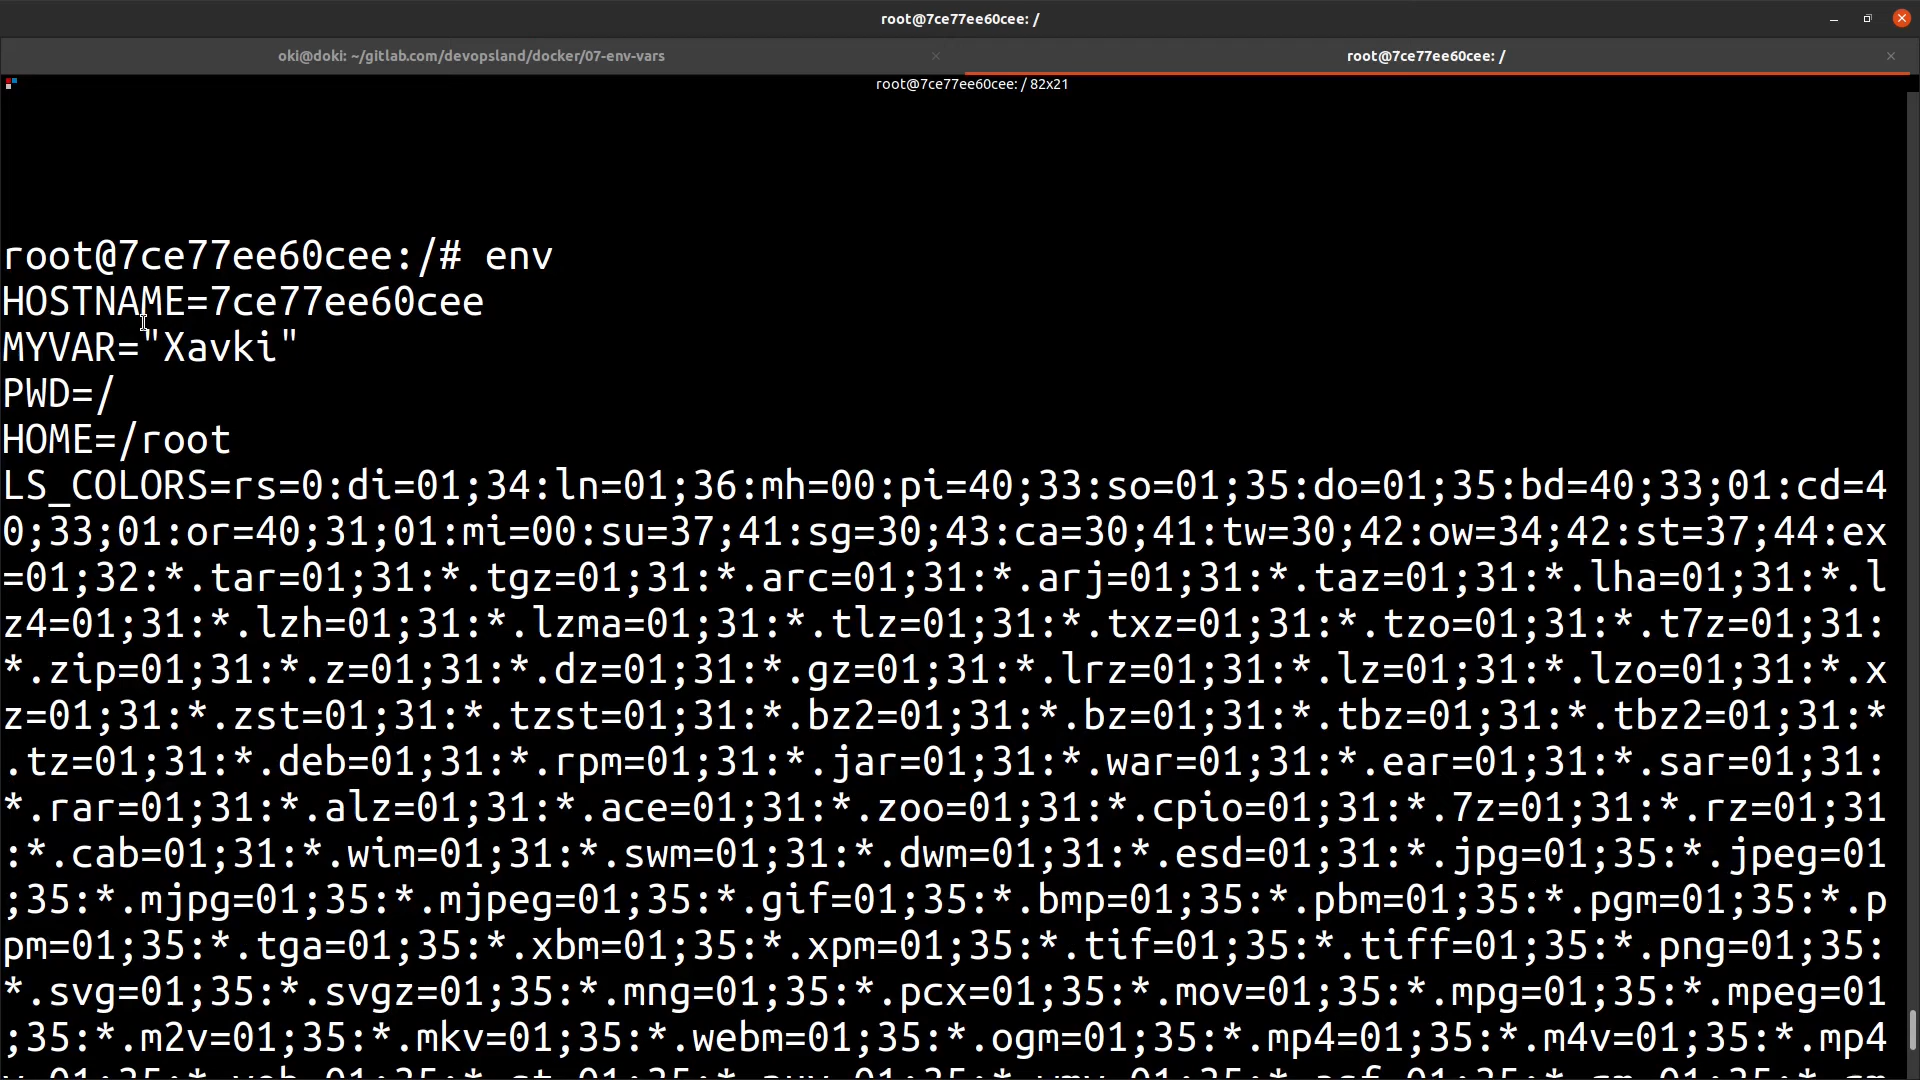 root@7ce77ee60cee: /
oki@doki: ~/gitlab.com/devopsland/docker/07-env-vars
root@7ce77ee60cee: /
root@7ce77ee60cee: / 82x21
root@7ce77ee60cee:/# env
HOSTNAME=7ce77ee60cee
MYVAR="Xavki"
PWD=/
HOME=/root
LS_COLORS=rs=0:di=01;34:ln=01;36:mh=00:pi=40;33:so=01;35:do=01;35:bd=40;33;01:cd=4
0;33;01:or=40;31;01:mi=00:su=37;41:sg=30;43:ca=30;41:tw=30;42:ow=34;42:st=37;44:ex
=01;32:*.tar=01;31:*.tgz=01;31:*.arc=01;31:*.arj=01;31:*.taz=01;31:*.lha=01;31:*.l
z4=01;31:*.lzh=01;31:*.lzma=01;31:*.tlz=01;31:*.txz=01;31:*.tzo=01;31:*.t7z=01;31:
*.zip=01;31:*.z=01;31:*.dz=01;31:*.gz=01;31:*.lrz=01;31:*.lz=01;31:*.lzo=01;31:*.x
z=01;31:*.zst=01;31:*.tzst=01;31:*.bz2=01;31:*.bz=01;31:*.tbz=01;31:*.tbz2=01;31:*
.tz=01;31:*.deb=01;31:*.rpm=01;31:*.jar=01;31:*.war=01;31:*.ear=01;31:*.sar=01;31:
*.rar=01;31:*.alz=01;31:*.ace=01;31:*.zoo=01;31:*.cpio=01;31:*.7z=01;31:*.rz=01;31
:*.cab=01;31:*.wim=01;31:*.swm=01;31:*.dwm=01;31:*.esd=01;31:*.jpg=01;35:*.jpeg=01
;35:*.mjpg=01;35:*.mjpeg=01;35:*.gif=01;35:*.bmp=01;35:*.pbm=01;35:*.pgm=01;35:*.p
pm=01;35:*.tga=01;35:*.xbm=01;35:*.xpm=01;35:*.tif=01;35:*.tiff=01;35:*.png=01;35:
*.svg=01;35:*.svgz=01;35:*.mng=01;35:*.pcx=01;35:*.mov=01;35:*.mpg=01;35:*.mpeg=01
;35:*.m2v=01;35:*.mkv=01;35:*.webm=01;35:*.ogm=01;35:*.mp4=01;35:*.m4v=01;35:*.mp4